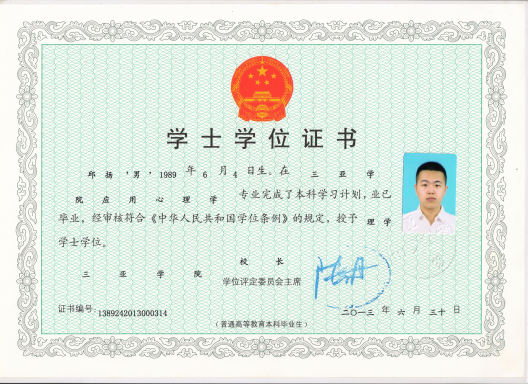 学士学位证书
邱扬，男，1989 年 6 月 4 日生。在 三亚学
院应用心理学 专业完成了本科学习计划，业已
毕业，经审核符合《中华人民共和国学位条例》的规定，授予 理学
学士学位。
校长
三亚学院 学位评定委员会主席
证书编号: 1389242013000314
二〇一三年 六 月 三十 日
（普通高等教育本科毕业生）